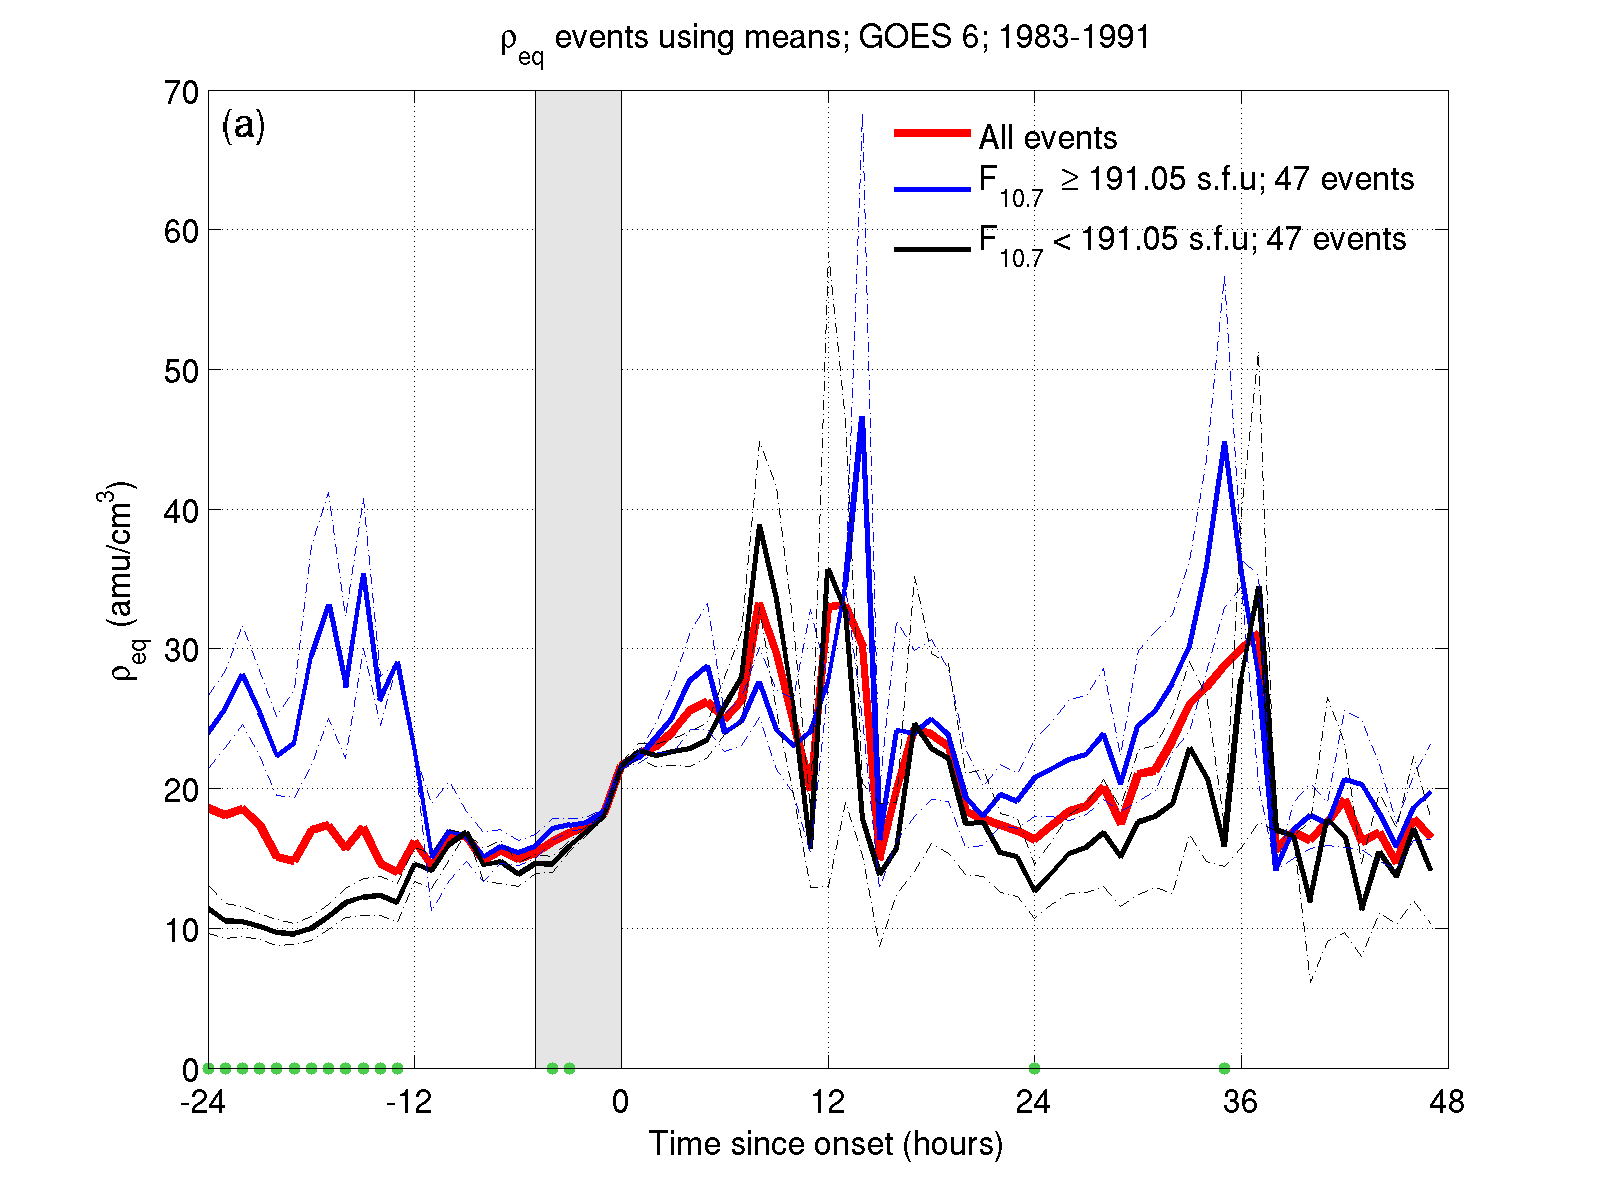 ρeq events using means; GOES 6; 1983-1991
(a)
All events
F10.7 ≥ 191.05 s.f.u; 47 events
F10.7 < 191.05 s.f.u; 47 events
70
60
50
40
30
20
10
0
ρeq (amu/cm³)
-24 -12 0 12 24 36 48
Time since onset (hours)